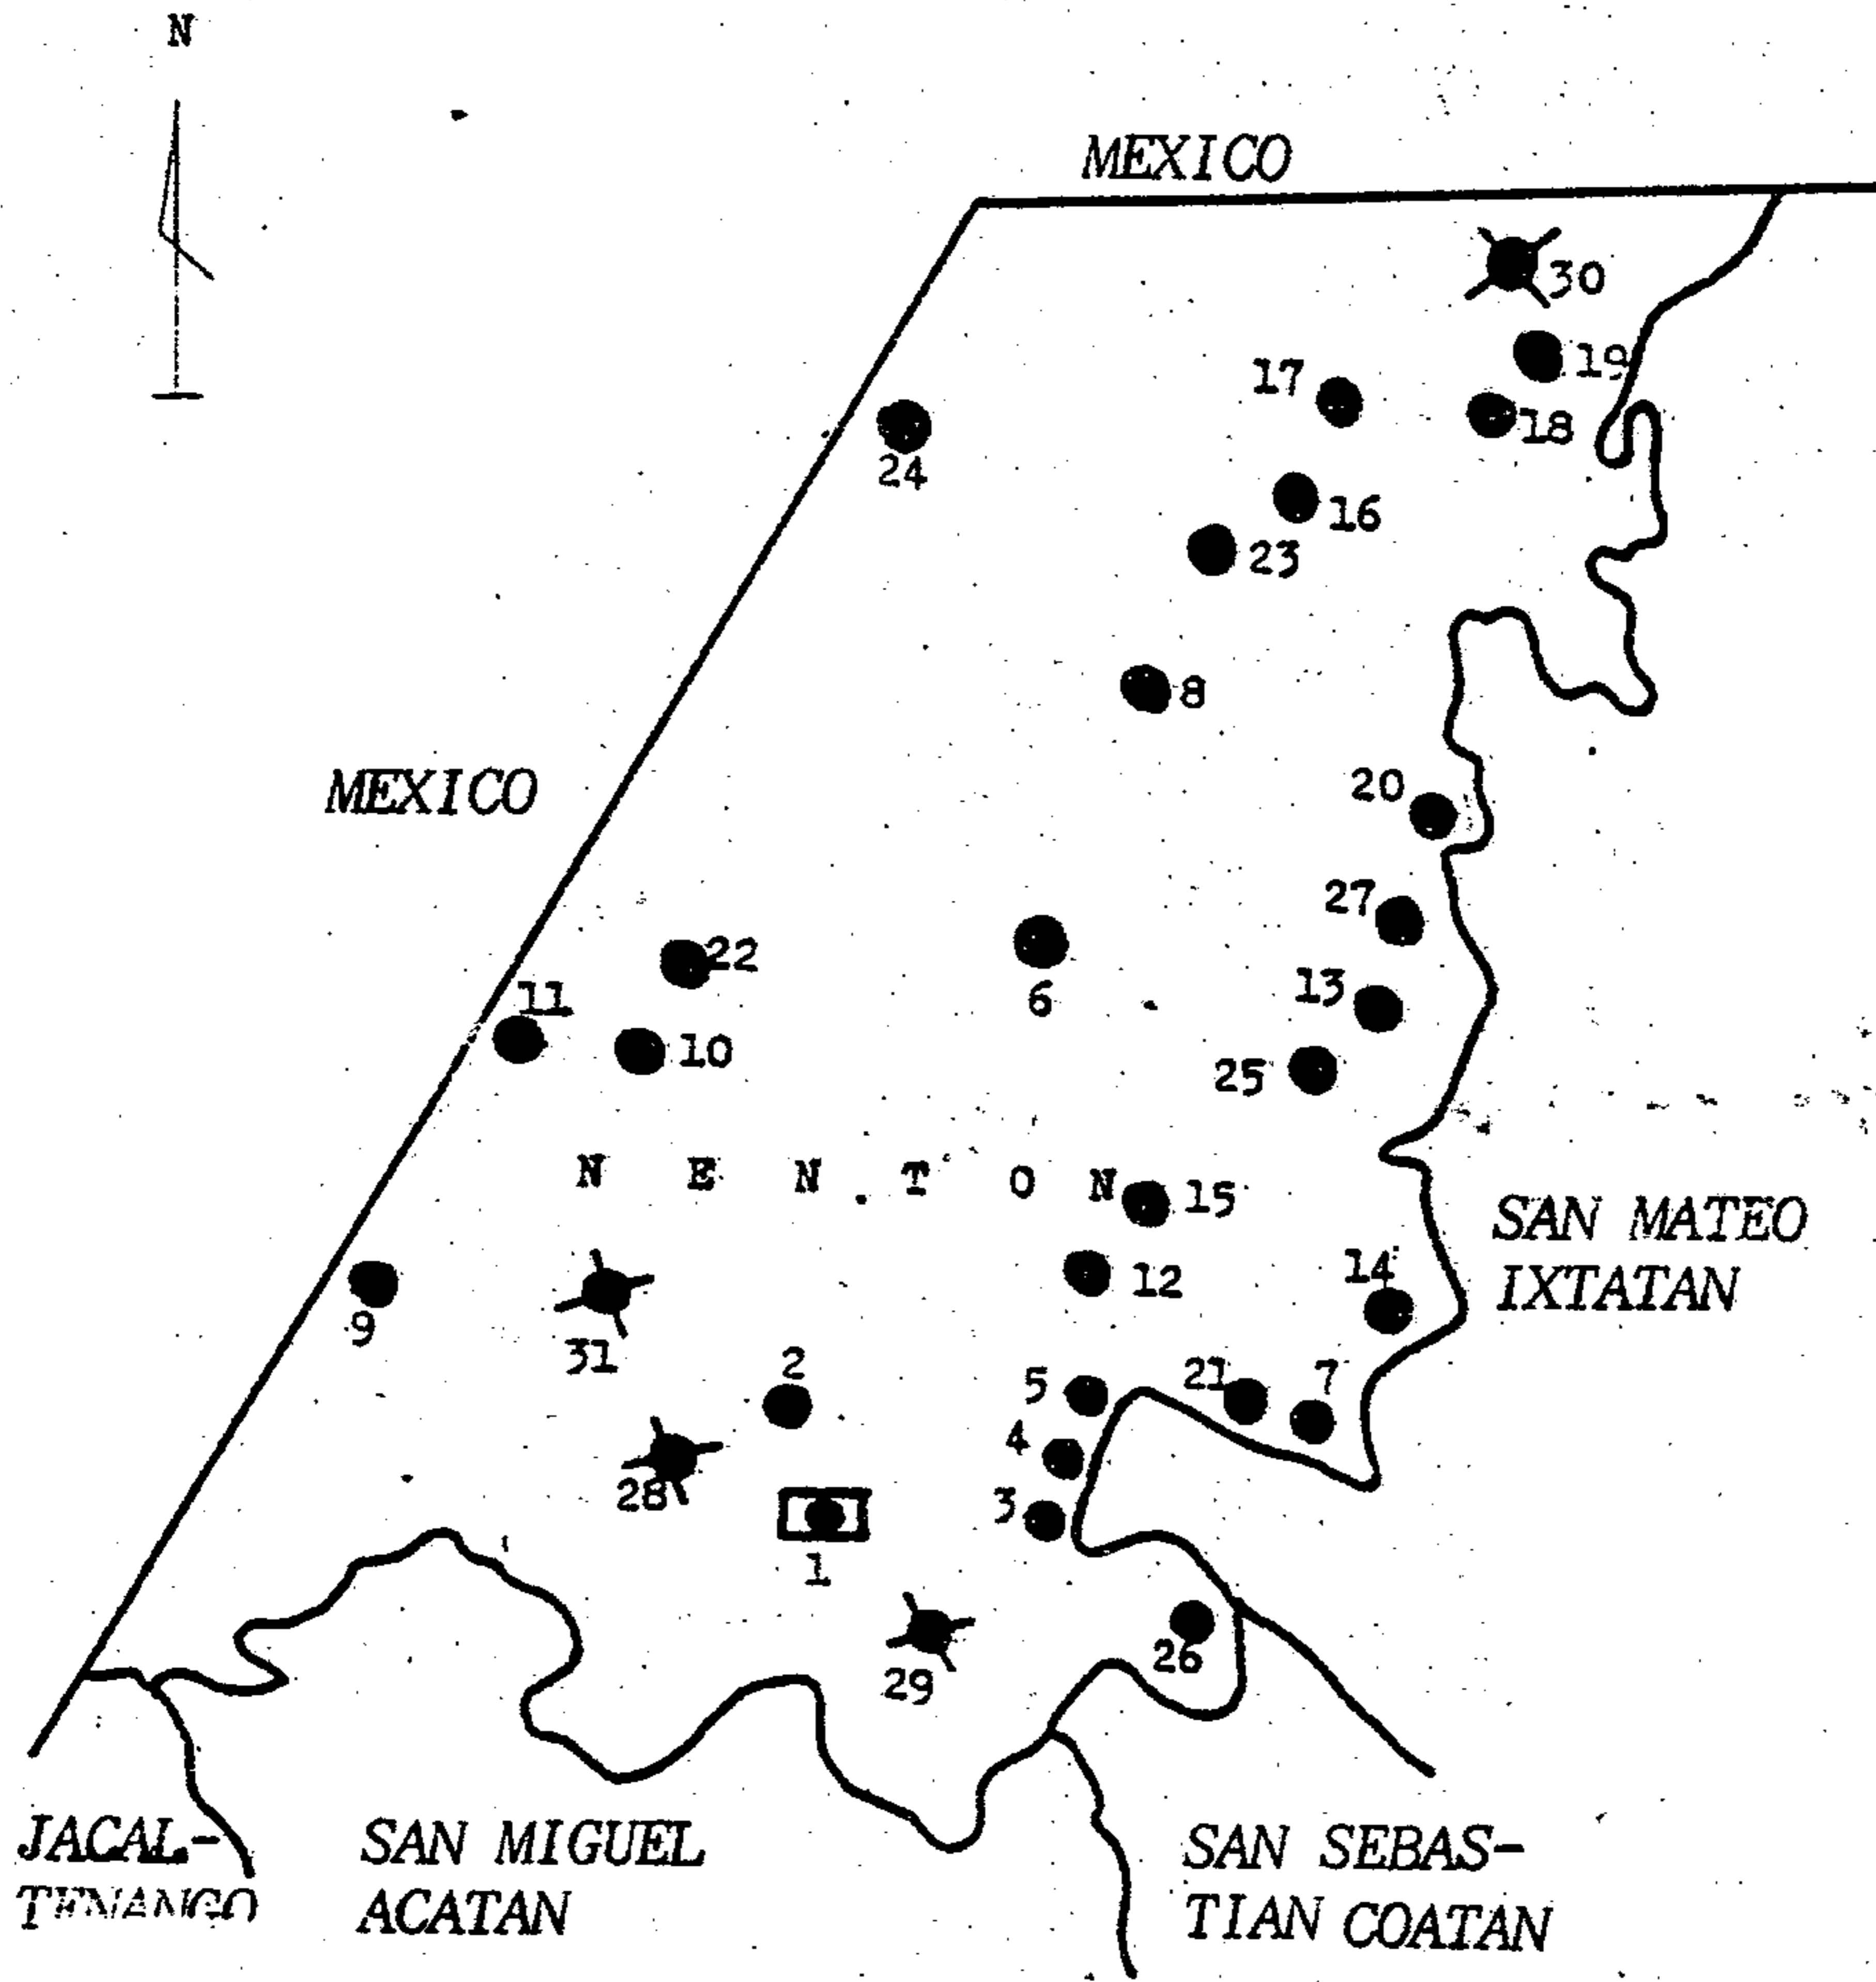 N
MEXICO
30
19
17
18
24
16
23
8
MEXICO
20
27
22
6
11
13
10
25
N E N T O N
15
SAN MATEO
IXTATAN
12
14
9
31
2
5
21
7
4
28
3
1
26
29
JACAL-
TENANGO
SAN MIGUEL
ACATAN
SAN SEBAS-
TIAN COATAN